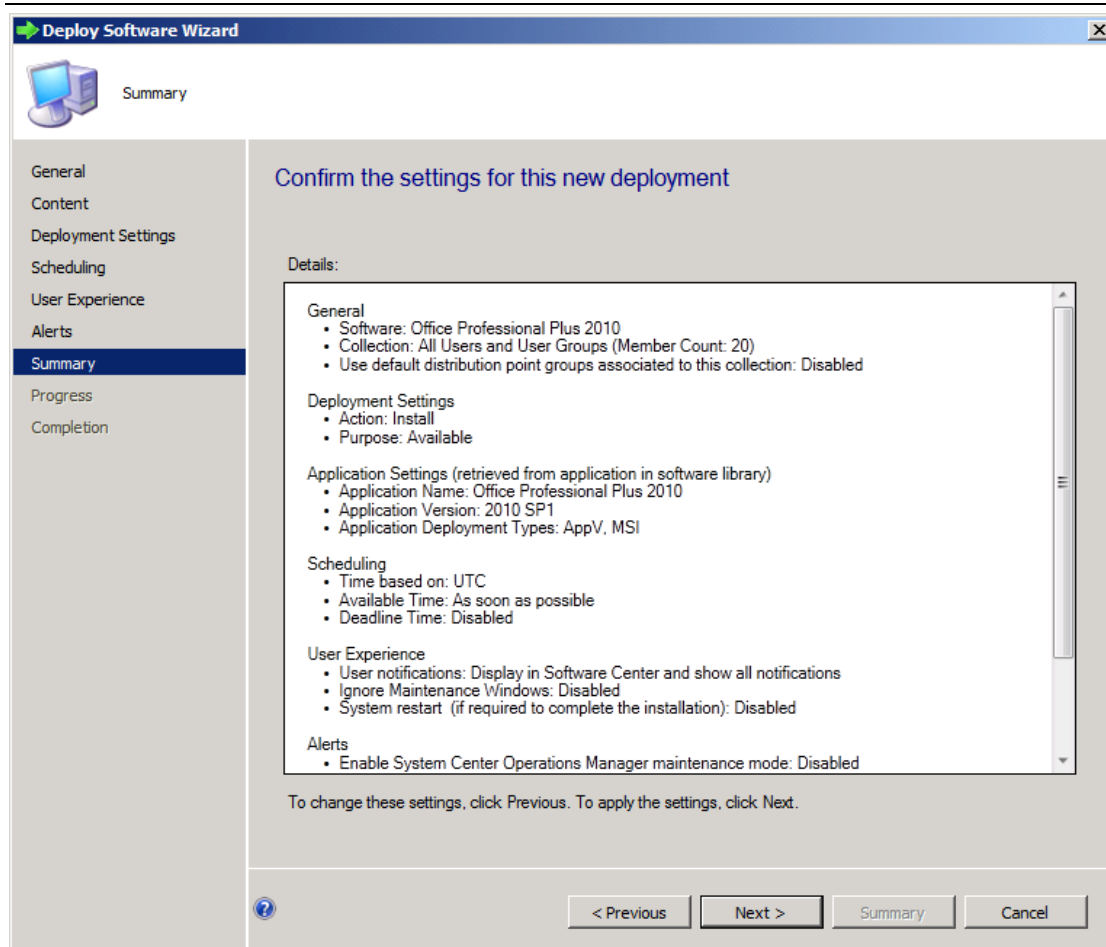 Deploy Software Wizard
Summary
General
Content
Deployment Settings
Scheduling
User Experience
Alerts
Summary
Progress
Completion
Confirm the settings for this new deployment
Details:
General
• Software: Office Professional Plus 2010
• Collection: All Users and User Groups (Member Count: 20)
• Use default distribution point groups associated to this collection: Disabled
Deployment Settings
• Action: Install
• Purpose: Available
Application Settings (retrieved from application in software library)
• Application Name: Office Professional Plus 2010
• Application Version: 2010 SP1
• Application Deployment Types: AppV, MSI
Scheduling
• Time based on: UTC
• Available Time: As soon as possible
• Deadline Time: Disabled
User Experience
• User notifications: Display in Software Center and show all notifications
• Ignore Maintenance Windows: Disabled
• System restart  (if required to complete the installation): Disabled
Alerts
• Enable System Center Operations Manager maintenance mode: Disabled
To change these settings, click Previous. To apply the settings, click Next.
< Previous
Next >
Summary
Cancel